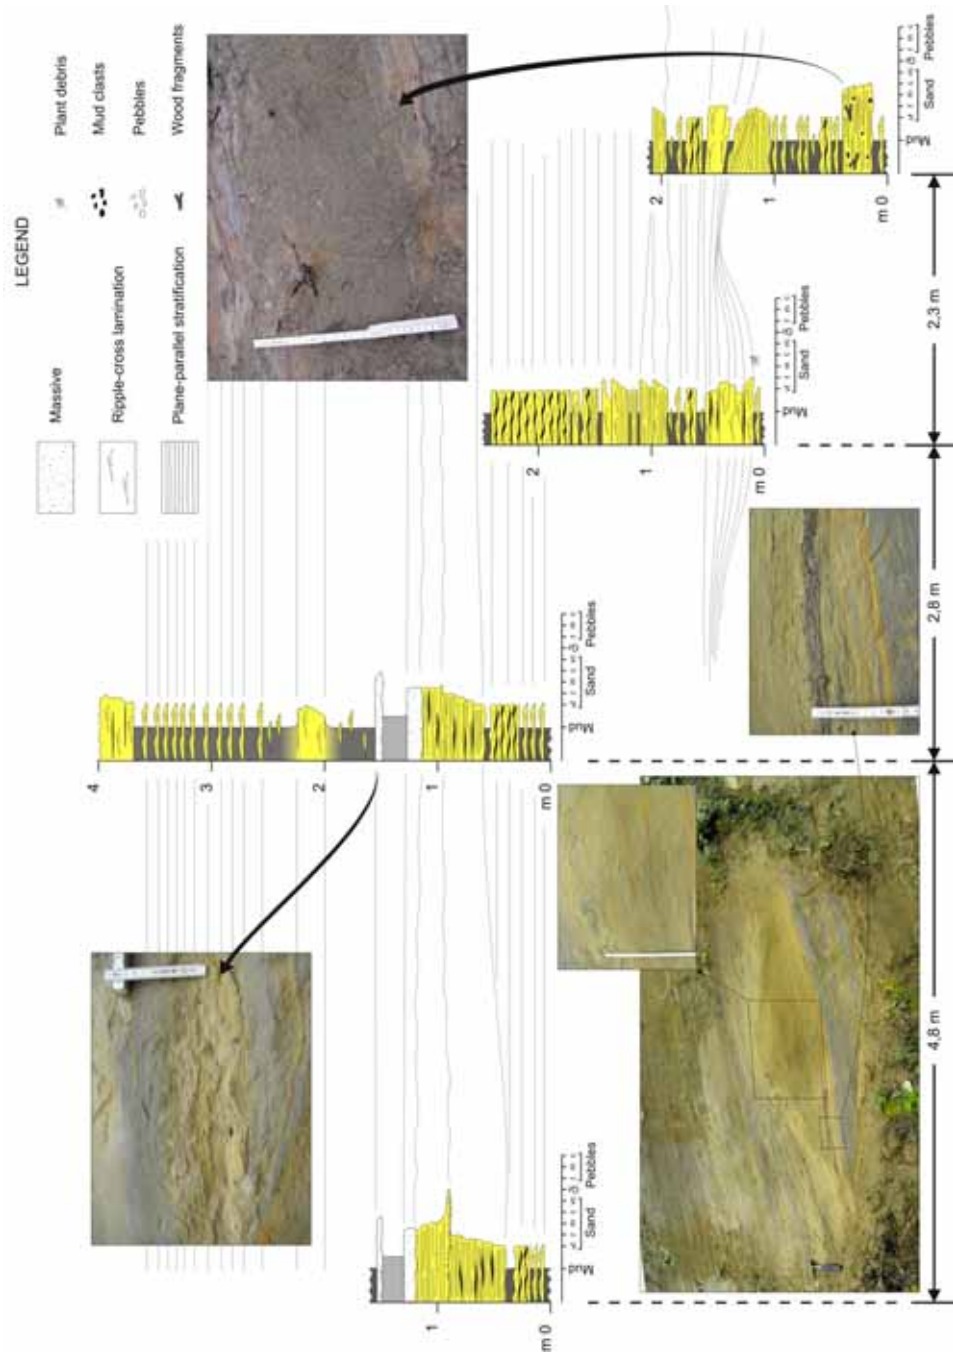 LEGEND
Massive
Plant debris
Ripple-cross lamination
Mud clasts
Pebbles
Plane-parallel stratification
Wood fragments
4
3
2
1
m 0
Mud
Sand
Pebbles
1
m 0
Mud
Sand
Pebbles
2
1
m 0
Mud
Sand
Pebbles
2
1
m 0
Mud
Sand
Pebbles
4,8 m
2,8 m
2,3 m